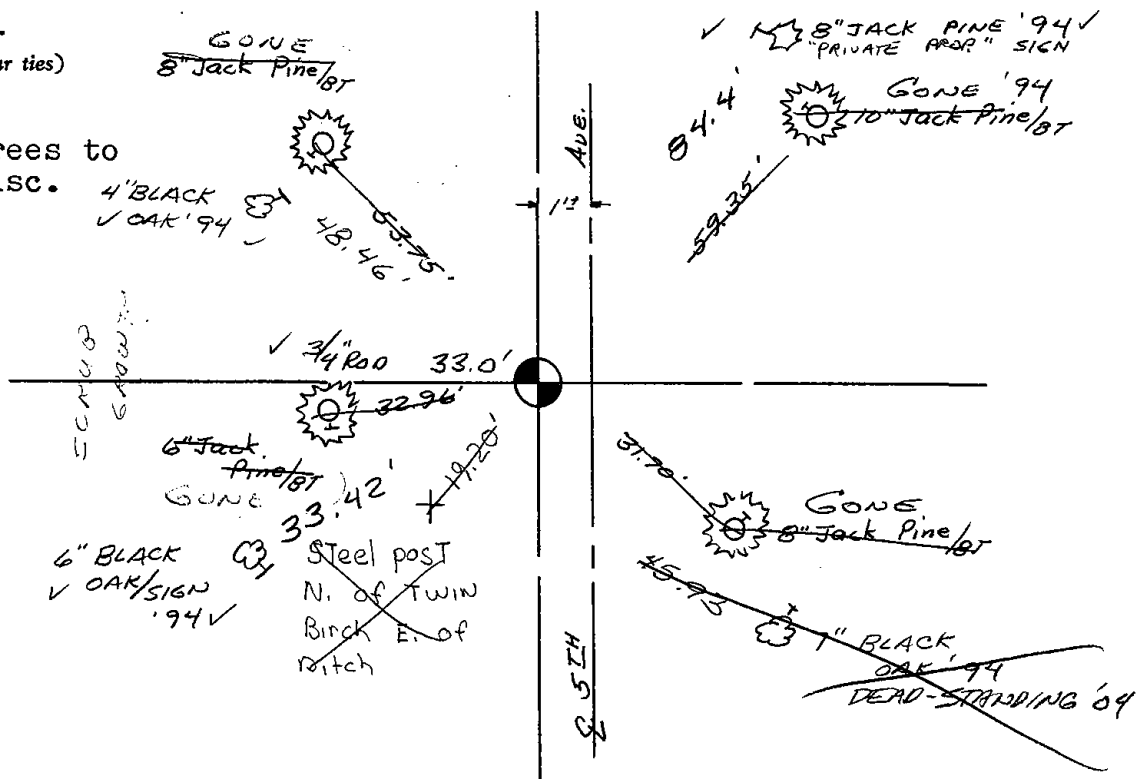 ar ties)
rees to
isc.
GONE
8" Jack Pine/BT
4" BLACK
✓ OAK '94 ✓
53.75'
48.46'
✓ 8" JACK PINE '94 ✓
"PRIVATE PROP." SIGN
84.4'
GONE '94
10" Jack Pine/BT
59.35'
AVE.
✓ 3/4" ROD 33.0'
32.96'
6" Jack
Pine/BT
GONE
33.42'
19.20'
6" BLACK
✓ OAK/SIGN
'94 ✓
Steel post
N. of TWIN
Birch E. of
Ditch
31.70'
GONE
8" Jack Pine/BT
45.93
7" BLACK
OAK '94
DEAD-STANDING '04
℄ 5TH